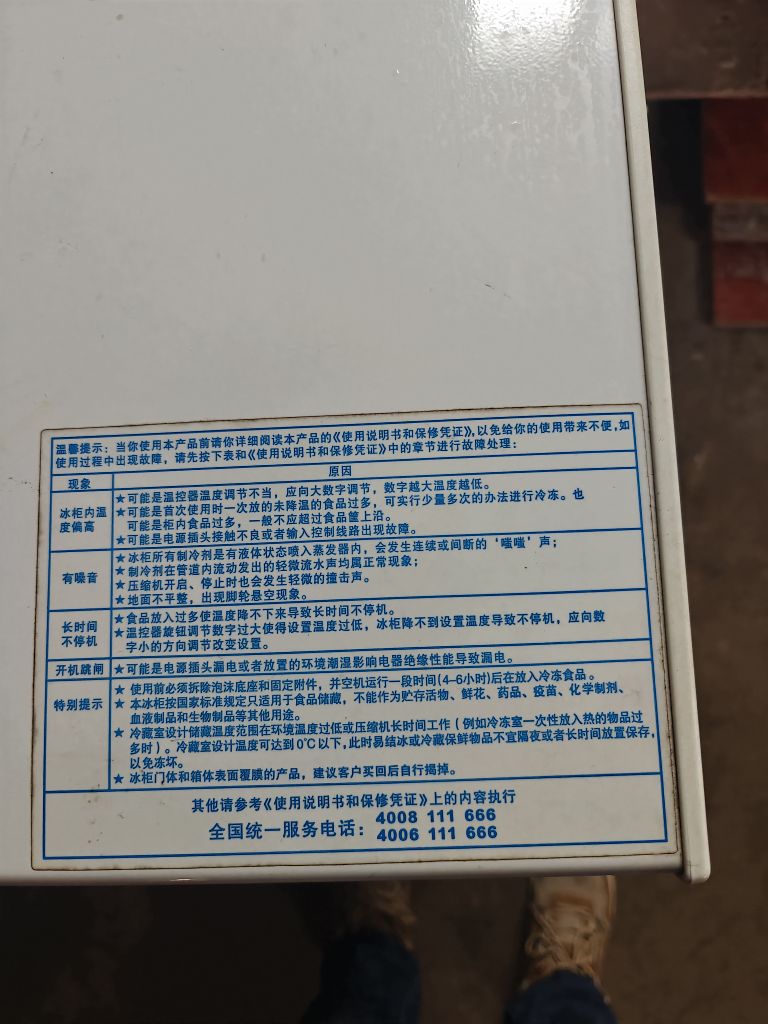 温馨提示：当你使用本产品前请你详细阅读本产品的《使用说明书和保修凭证》，以免给你的使用带来不便，如
使用过程中出现故障，请先按下表和《使用说明书和保修凭证》中的章节进行故障处理：
现象
原因
冰柜内温
度偏高
★可能是温控器温度调节不当，应向大数字调节，数字越大温度越低。
★可能是首次使用时一次放的未降温的食品过多，可实行少量多次的办法进行冷冻。也
可能是柜内食品过多，一般不应超过食品筐上沿。
★可能是电源插头接触不良或者输入控制线路出现故障。
有噪音
★冰柜所有制冷剂是有液体状态喷入蒸发器内，会发生连续或间断的‘嗤嗤’声；
★制冷剂在管道内流动发出的轻微流水声均属正常现象；
★压缩机开启、停止时也会发生轻微的撞击声。
★地面不平整，出现脚轮悬空现象。
长时间
不停机
★食品放入过多使温度降不下来导致长时间不停机。
★温控器旋钮调节数字过大使得设置温度过低，冰柜降不到设置温度导致不停机，应向数
字小的方向调节改变设置。
开机跳闸
★可能是电源插头漏电或者放置的环境潮湿影响电器绝缘性能导致漏电。
特别提示
★ 使用前必须拆除泡沫底座和固定附件，并空机运行一段时间(4-6小时)后在放入冷冻食品。
★ 本冰柜按国家标准规定只适用于食品储藏，不能作为贮存活物、鲜花、药品、疫苗、化学制剂、
血液制品和生物制品等其他用途。
★ 冷藏室设计储藏温度范围在环境温度过低或压缩机长时间工作（例如冷冻室一次性放入热的物品过
多时）。冷藏室设计温度可达到0℃以下，此时易结冰或冷藏保鲜物品不宜隔夜或者长时间放置保存，
以免冻坏。
★ 冰柜门体和箱体表面覆膜的产品，建议客户买回后自行揭掉。
其他请参考《使用说明书和保修凭证》上的内容执行
全国统一服务电话：
4008 111 666
4006 111 666